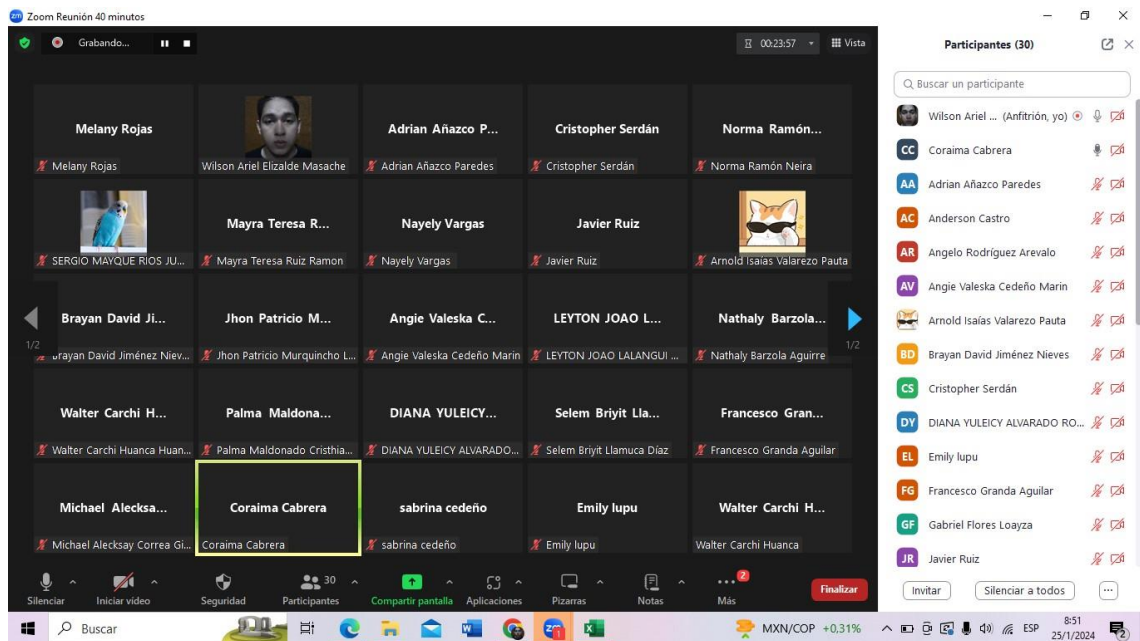 Zoom Reunión 40 minutos
Grabando...
00:23:57
Vista
Melany Rojas
Melany Rojas
Wilson Ariel Elizalde Masache
Adrian Añazco P...
Adrian Añazco Paredes
Cristopher Serdán
Cristopher Serdán
Norma Ramón...
Norma Ramón Neira
SERGIO MAYQUE RIOS JU...
Mayra Teresa R...
Mayra Teresa Ruiz Ramon
Nayely Vargas
Nayely Vargas
Javier Ruiz
Javier Ruiz
Arnold Isaías Valarezo Pauta
Brayan David Ji...
Brayan David Jiménez Niev...
Jhon Patricio M...
Jhon Patricio Murquincho L...
Angie Valeska C...
Angie Valeska Cedeño Marin
LEYTON JOAO L...
LEYTON JOAO LALANGUI ...
Nathaly Barzola...
Nathaly Barzola Aguirre
1/2
1/2
Walter Carchi H...
Walter Carchi Huanca Huan...
Palma Maldona...
Palma Maldonado Cristhia...
DIANA YULEICY...
DIANA YULEICY ALVARADO...
Selem Briyit Lla...
Selem Briyit Llamuca Díaz
Francesco Gran...
Francesco Granda Aguilar
Michael Alecksa...
Michael Alecksay Correa Gi...
Coraima Cabrera
Coraima Cabrera
sabrina cedeño
sabrina cedeño
Emily lupu
Emily lupu
Walter Carchi H...
Walter Carchi Huanca
Silenciar
Iniciar video
Seguridad
30
Participantes
Compartir pantalla
Aplicaciones
Pizarras
Notas
2
Más
Finalizar
Participantes (30)
Buscar un participante
Wilson Ariel ... (Anfitrión, yo)
CC Coraima Cabrera
AA Adrian Añazco Paredes
AC Anderson Castro
AR Angelo Rodríguez Arevalo
AV Angie Valeska Cedeño Marin
Arnold Isaías Valarezo Pauta
BD Brayan David Jiménez Nieves
CS Cristopher Serdán
DY DIANA YULEICY ALVARADO RO...
EL Emily lupu
FG Francesco Granda Aguilar
GF Gabriel Flores Loayza
JR Javier Ruiz
Invitar
Silenciar a todos
...
Buscar
MXN/COP +0,31%
ESP
8:51
25/1/2024
2